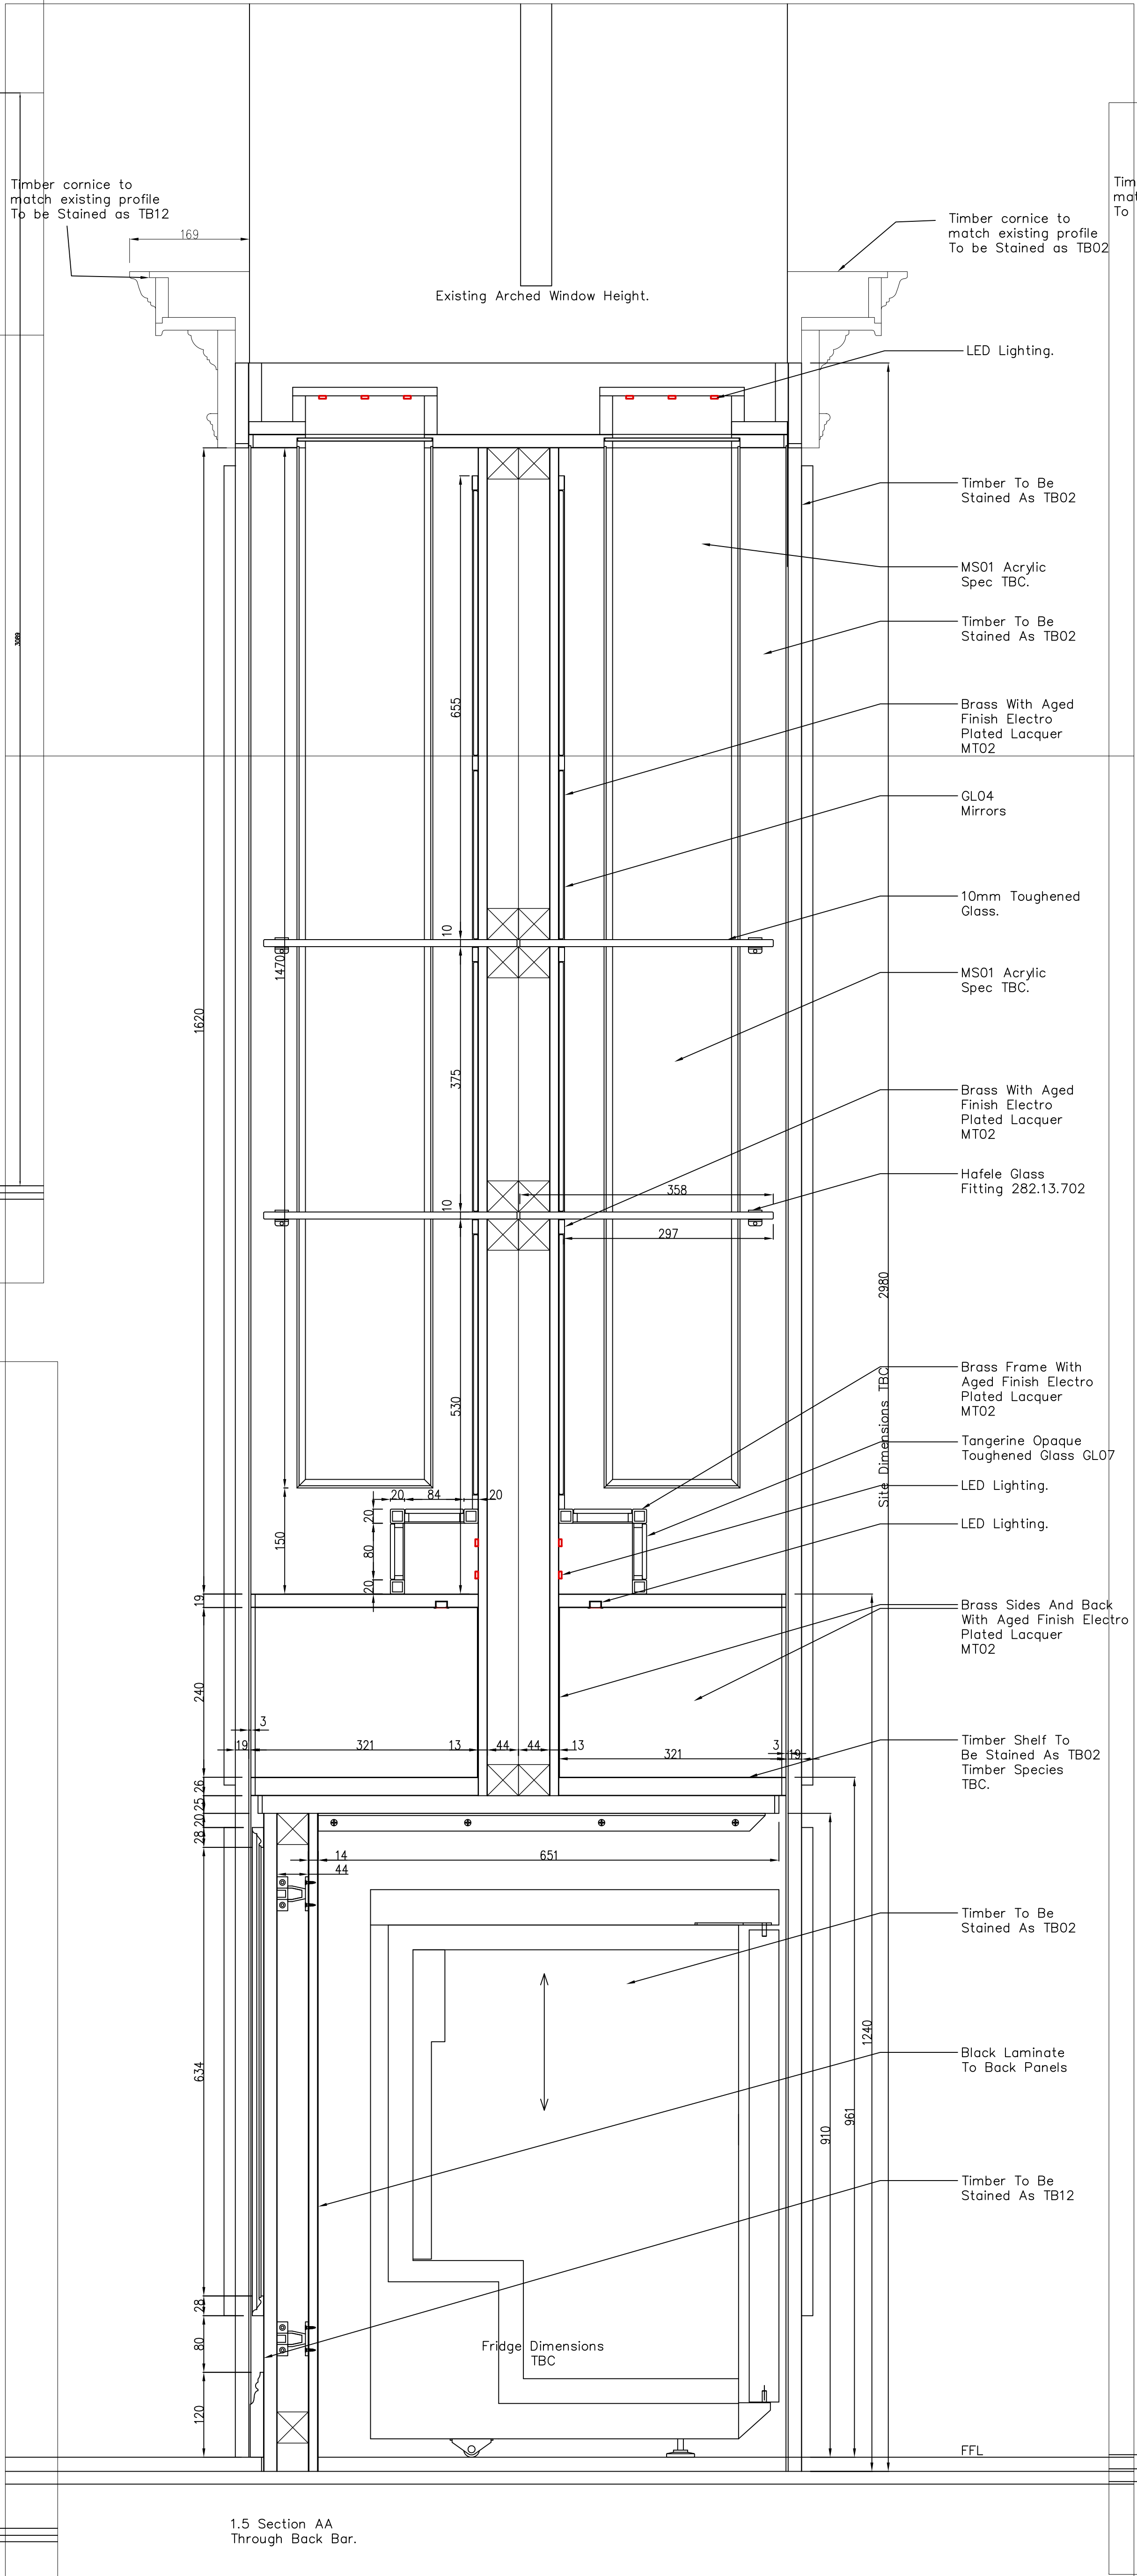 Timber cornice to
match existing profile
To be Stained as TB12
169
Timber cornice to
match existing profile
To be Stained as TB02
Tim
mat
To
Existing Arched Window Height.
LED Lighting.
Timber To Be
Stained As TB02
MS01 Acrylic
Spec TBC.
Timber To Be
Stained As TB02
3089
655
Brass With Aged
Finish Electro
Plated Lacquer
MT02
GL04
Mirrors
10mm Toughened
Glass.
10
1470
MS01 Acrylic
Spec TBC.
1620
375
Brass With Aged
Finish Electro
Plated Lacquer
MT02
Hafele Glass
Fitting 282.13.702
358
10
297
2980
Site Dimensions TBC
Brass Frame With
Aged Finish Electro
Plated Lacquer
MT02
530
Tangerine Opaque
Toughened Glass GL07
LED Lighting.
LED Lighting.
20
84
20
20
80
20
150
19
Brass Sides And Back
With Aged Finish Electro
Plated Lacquer
MT02
240
3
19
321
13
44
44
13
321
3
19
Timber Shelf To
Be Stained As TB02
Timber Species
TBC.
26
25
20
28
14
651
44
Timber To Be
Stained As TB02
634
1240
961
910
Black Laminate
To Back Panels
Timber To Be
Stained As TB12
28
80
120
Fridge Dimensions
TBC
FFL
1.5 Section AA
Through Back Bar.